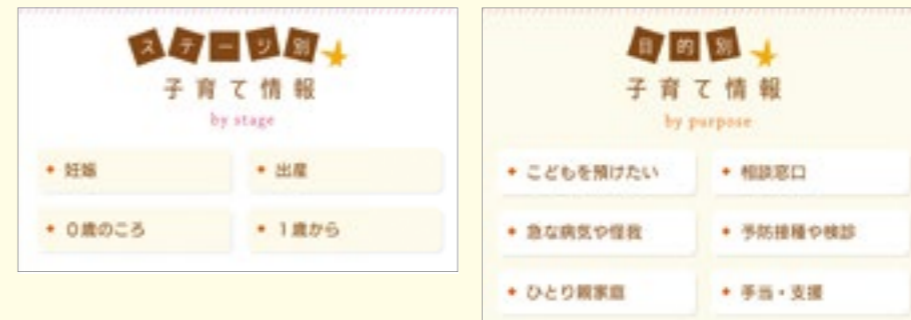 ステージ別
子育て情報
by stage
妊娠
出産
0歳のころ
1歳から
目的別
子育て情報
by purpose
こどもを預けたい
相談窓口
急な病気や怪我
予防接種や検診
ひとり親家庭
手当・支援